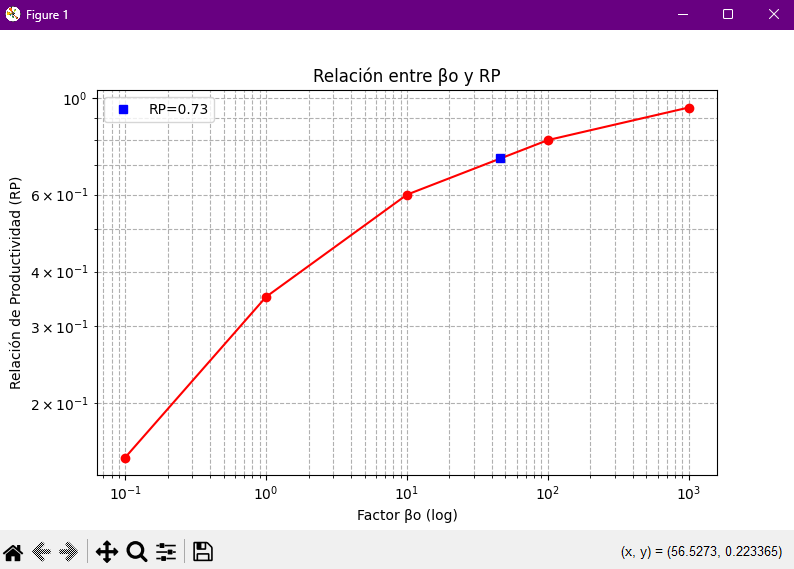 Figure 1
Relación entre βo y RP
RP=0.73
Relación de Productividad (RP)
10⁰
6 × 10⁻¹
4 × 10⁻¹
3 × 10⁻¹
2 × 10⁻¹
10⁻¹ 10⁰ 10¹ 10² 10³
Factor βo (log)
(x, y) = (56.5273, 0.223365)